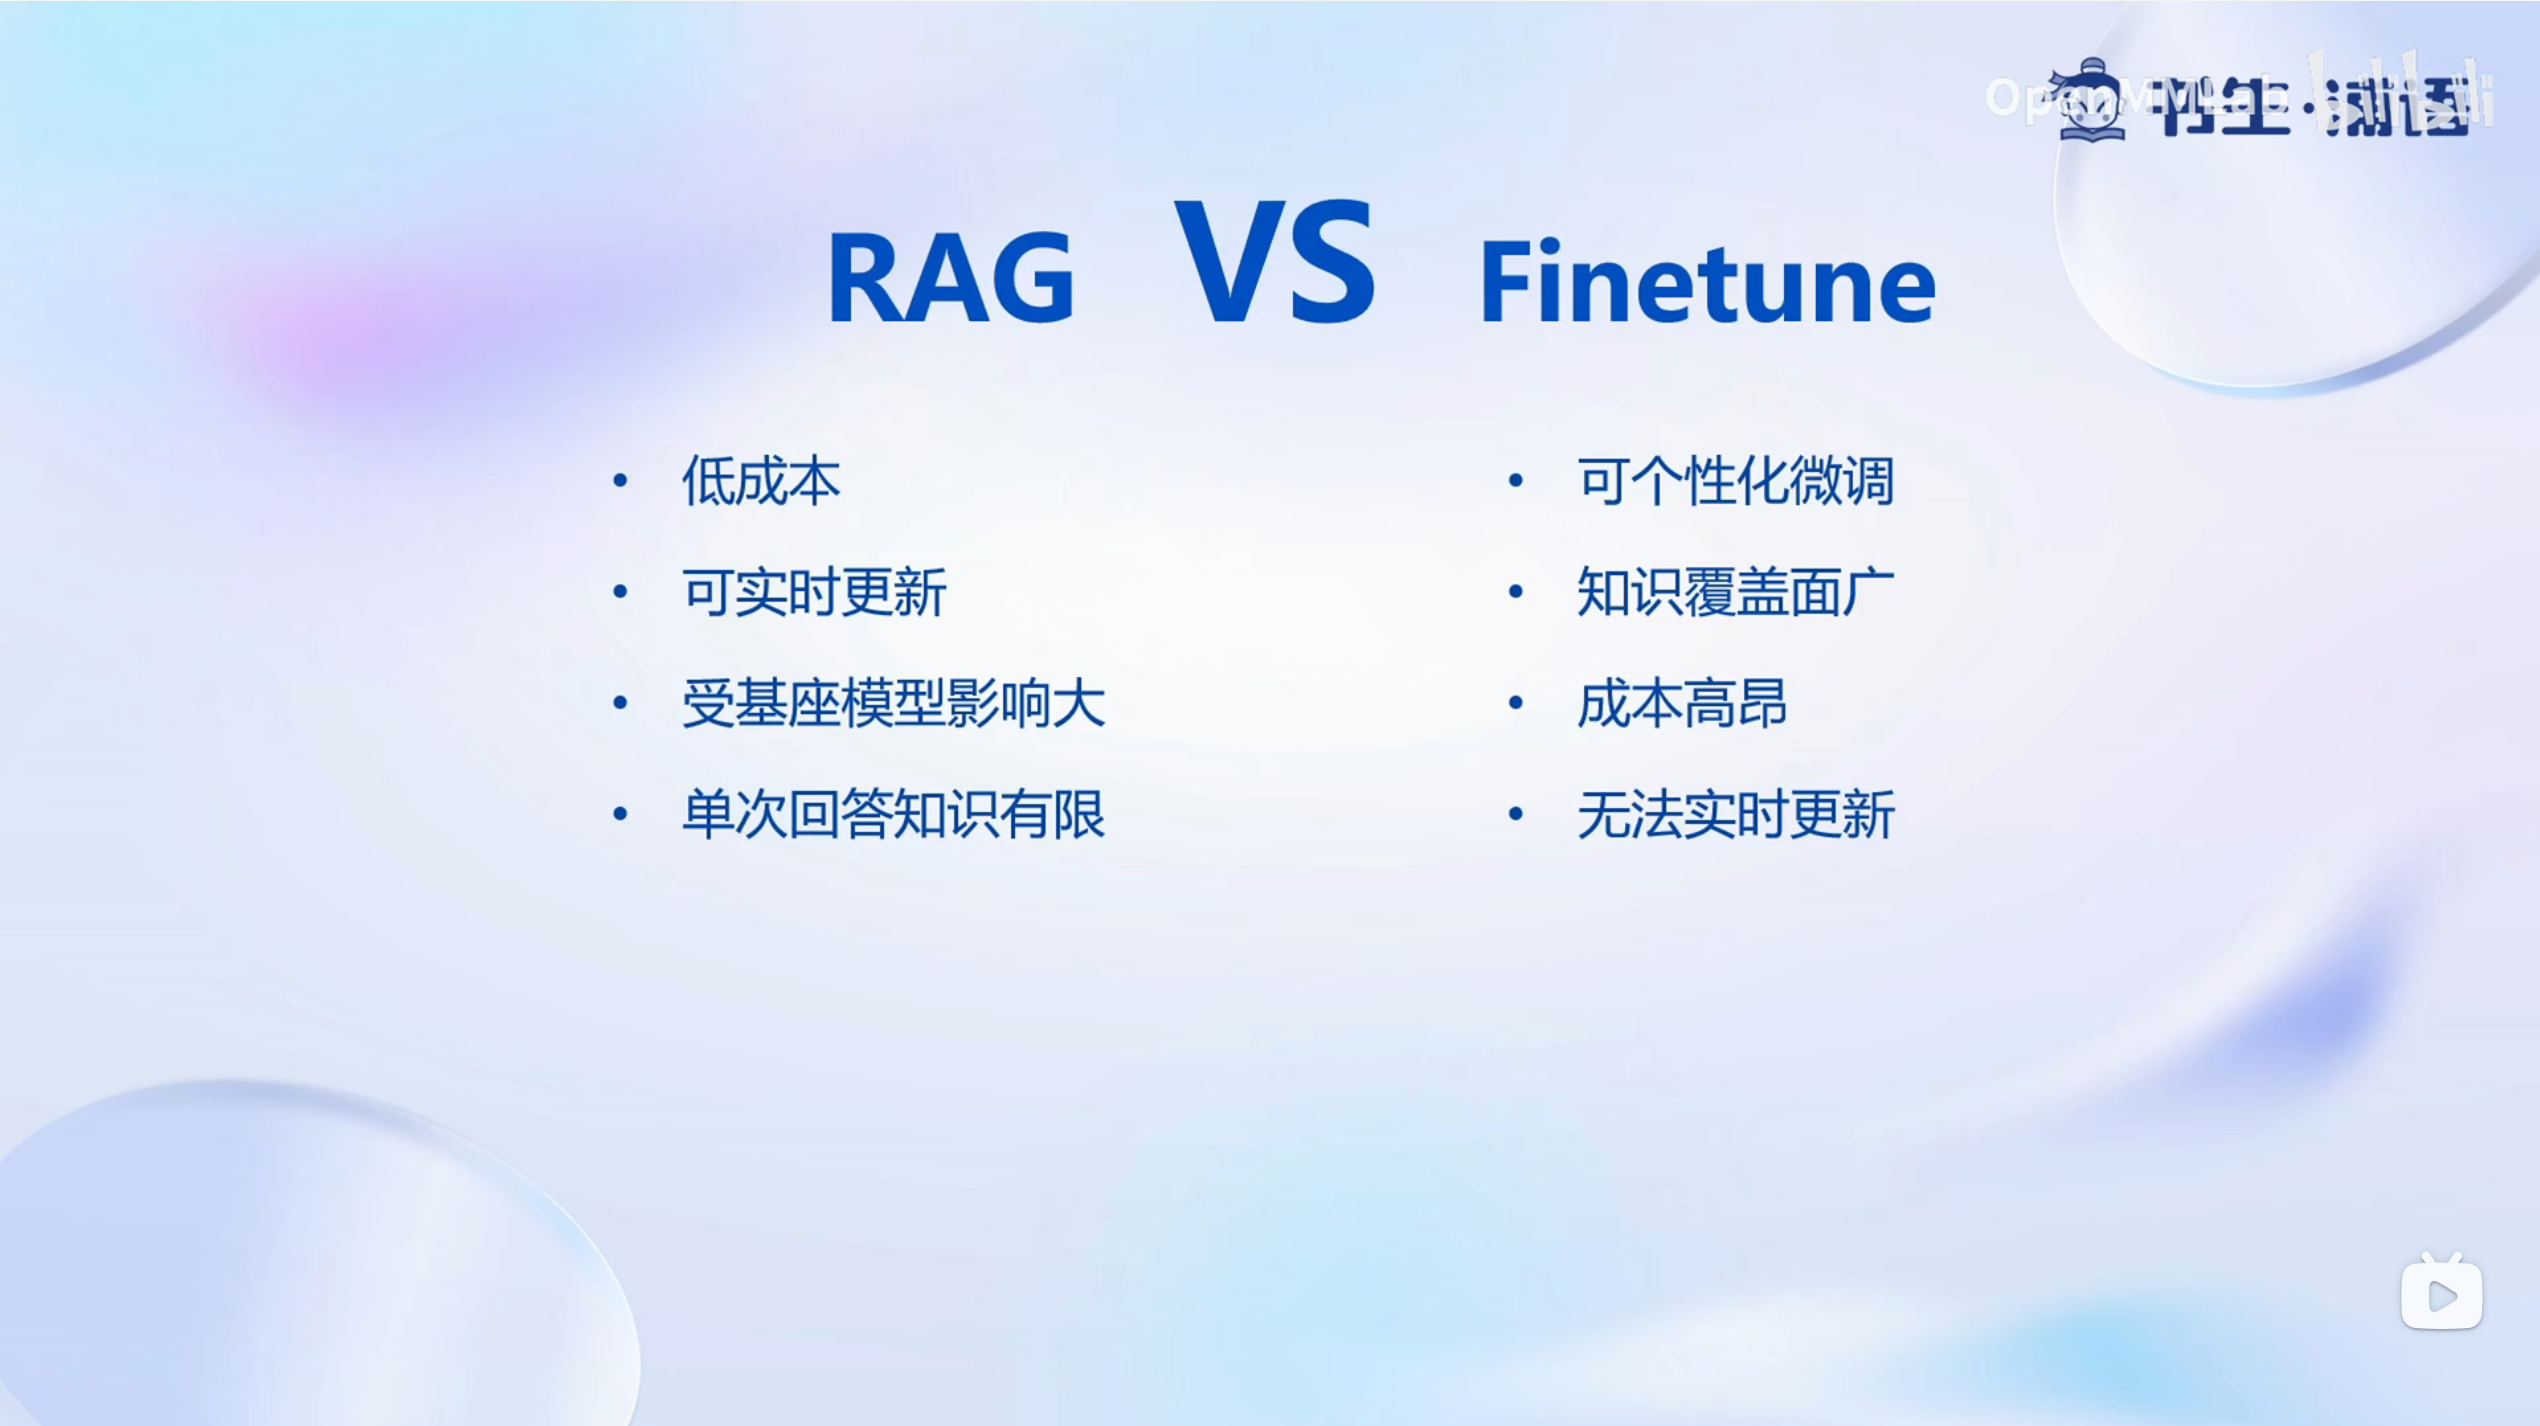 OpenMMLab bilibili
书生·浦语
RAG VS Finetune
低成本
可实时更新
受基座模型影响大
单次回答知识有限
可个性化微调
知识覆盖面广
成本高昂
无法实时更新